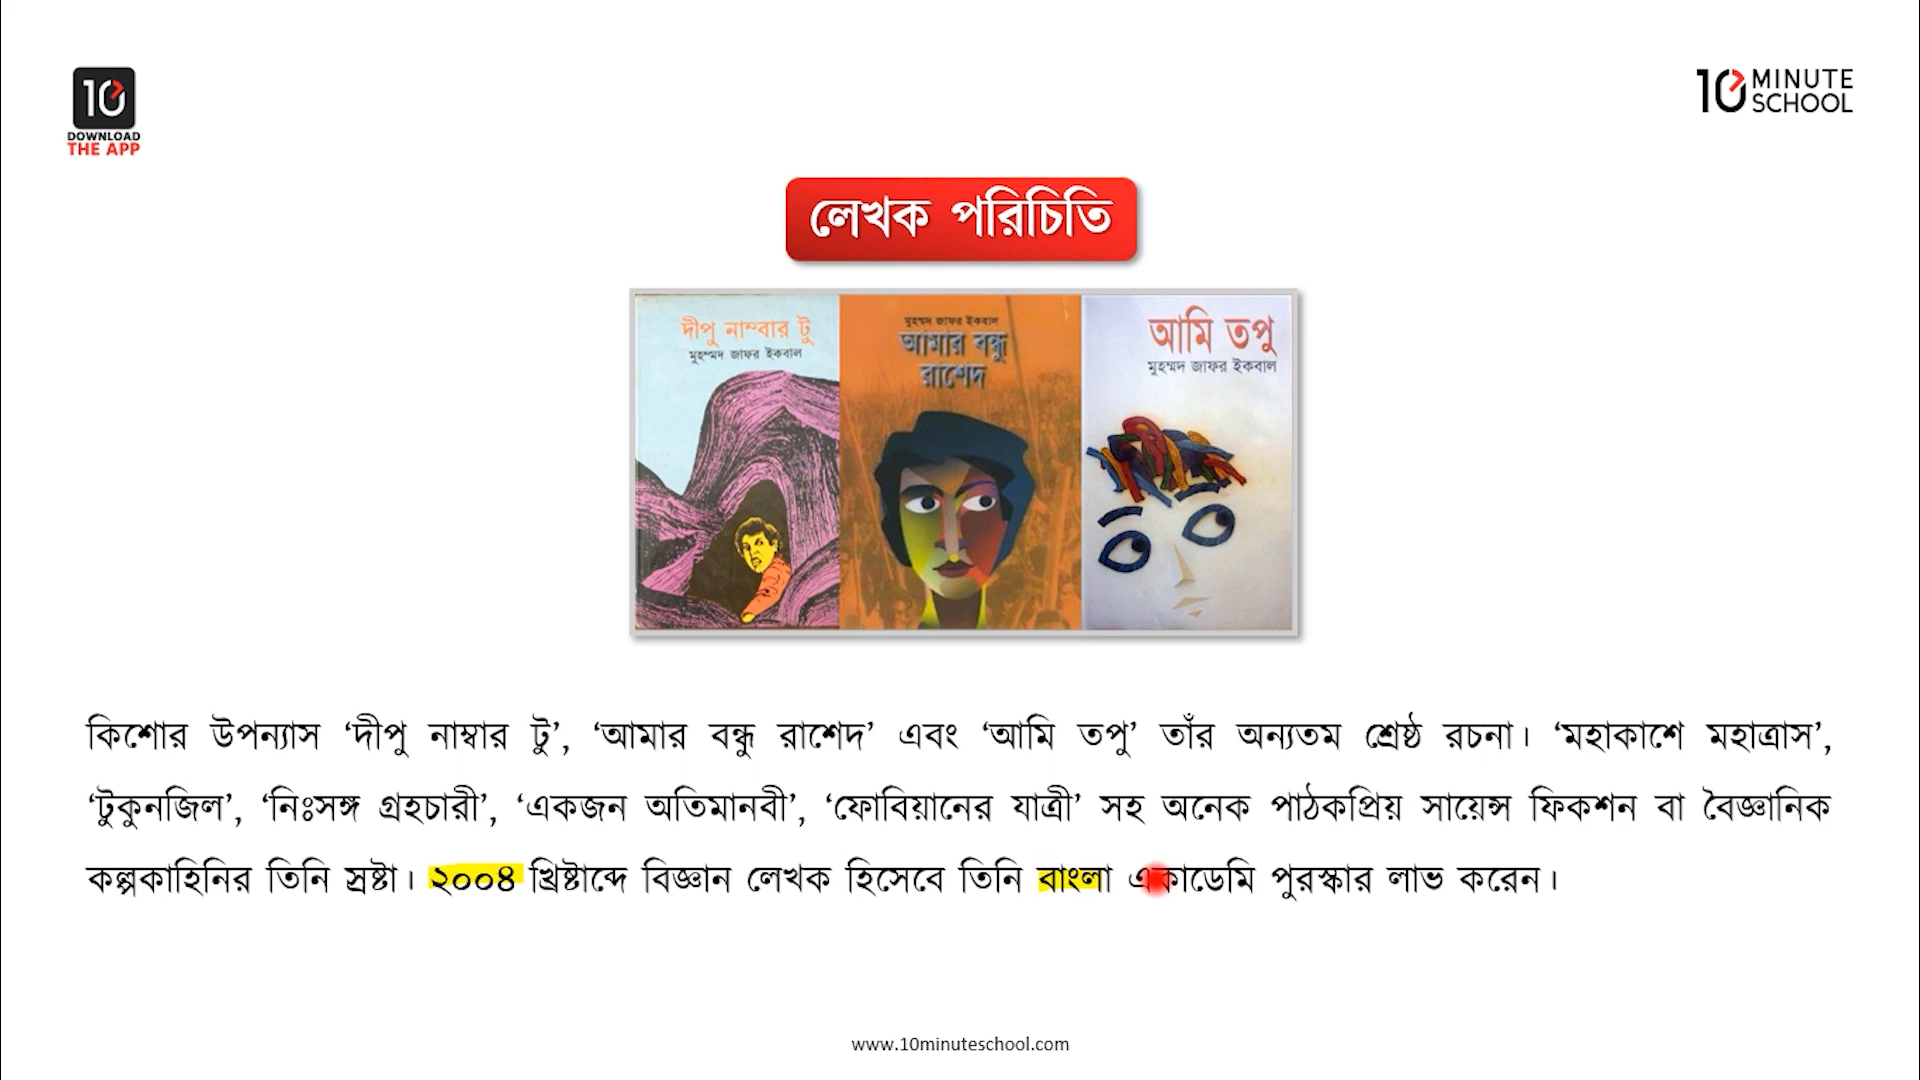 10
DOWNLOAD
THE APP
10 MINUTE
SCHOOL
লেখক পরিচিতি
দীপু নাম্বার টু
মুহম্মদ জাফর ইকবাল
মুহম্মদ জাফর ইকবাল
আমার বন্ধু
রাশেদ
আমি তপু
মুহম্মদ জাফর ইকবাল
কিশোর উপন্যাস ‘দীপু নাম্বার টু’, ‘আমার বন্ধু রাশেদ’ এবং ‘আমি তপু’ তাঁর অন্যতম শ্রেষ্ঠ রচনা। ‘মহাকাশে মহাত্রাস’,
‘টুকুনজিল’, ‘নিঃসঙ্গ গ্রহচারী’, ‘একজন অতিমানবী’, ‘ফোবিয়ানের যাত্রী’ সহ অনেক পাঠকপ্রিয় সায়েন্স ফিকশন বা বৈজ্ঞানিক
কল্পকাহিনির তিনি স্রষ্টা। ২০০৪ খ্রিষ্টাব্দে বিজ্ঞান লেখক হিসেবে তিনি বাংলা একাডেমি পুরস্কার লাভ করেন।
www.10minuteschool.com